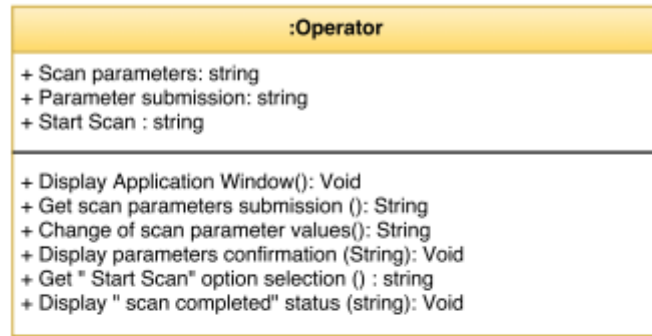 :Operator
+ Scan parameters: string
+ Parameter submission: string
+ Start Scan : string
+ Display Application Window(): Void
+ Get scan parameters submission (): String
+ Change of scan parameter values(): String
+ Display parameters confirmation (String): Void
+ Get " Start Scan" option selection () : string
+ Display " scan completed" status (string): Void